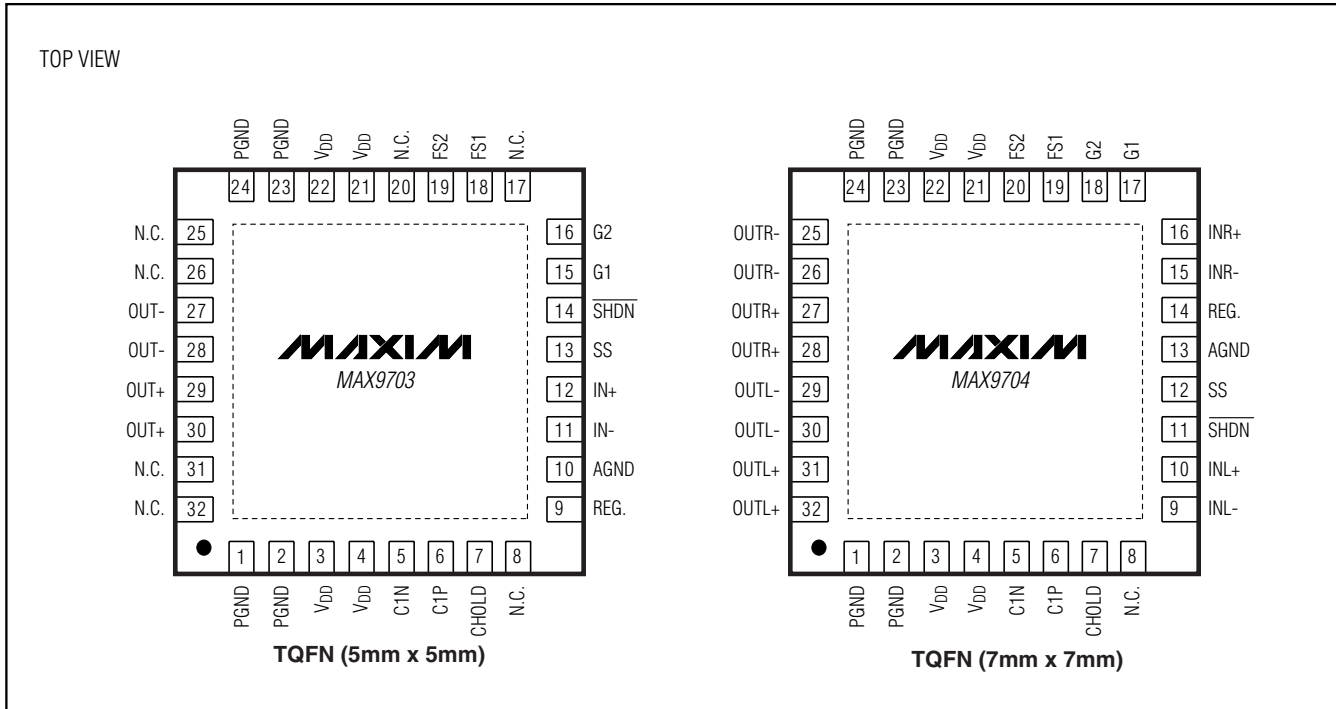 TOP VIEW
PGND PGND VDD VDD N.C. FS2 FS1 N.C.
24 23 22 21 20 19 18 17
N.C. 25
N.C. 26
OUT- 27
OUT- 28
OUT+ 29
OUT+ 30
N.C. 31
N.C. 32
MAXIM
MAX9703
16 G2
15 G1
14 SHDN
13 SS
12 IN+
11 IN-
10 AGND
9 REG.
1 2 3 4 5 6 7 8
PGND PGND VDD VDD C1N C1P CHOLD N.C.
TQFN (5mm x 5mm)
PGND PGND VDD VDD FS2 FS1 G2 G1
24 23 22 21 20 19 18 17
OUTR- 25
OUTR- 26
OUTR+ 27
OUTR+ 28
OUTL- 29
OUTL- 30
OUTL+ 31
OUTL+ 32
MAXIM
MAX9704
16 INR+
15 INR-
14 REG.
13 AGND
12 SS
11 SHDN
10 INL+
9 INL-
1 2 3 4 5 6 7 8
PGND PGND VDD VDD C1N C1P CHOLD N.C.
TQFN (7mm x 7mm)